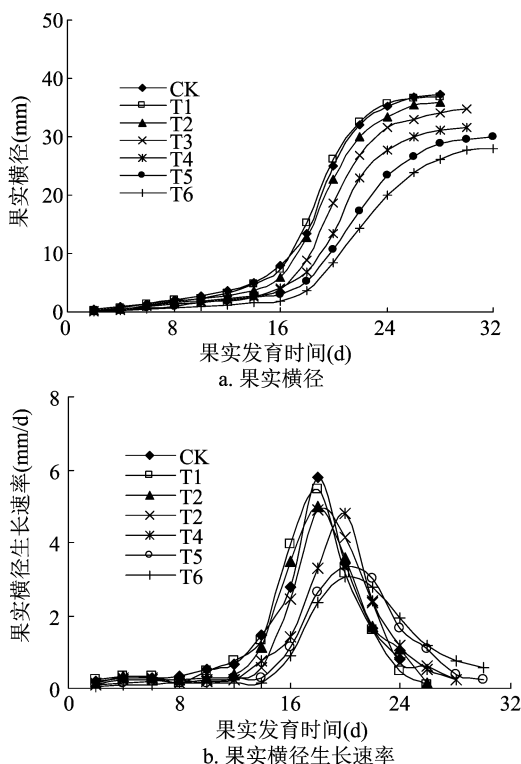 50
40
30
20
10
0
果实横径(mm)
CK
T1
T2
T3
T4
T5
T6
0 8 16 24 32
果实发育时间(d)
a. 果实横径
8
6
4
2
0
果实横径生长速率(mm/d)
CK
T1
T2
T2
T4
T5
T6
0 8 16 24 32
果实发育时间(d)
b. 果实横径生长速率